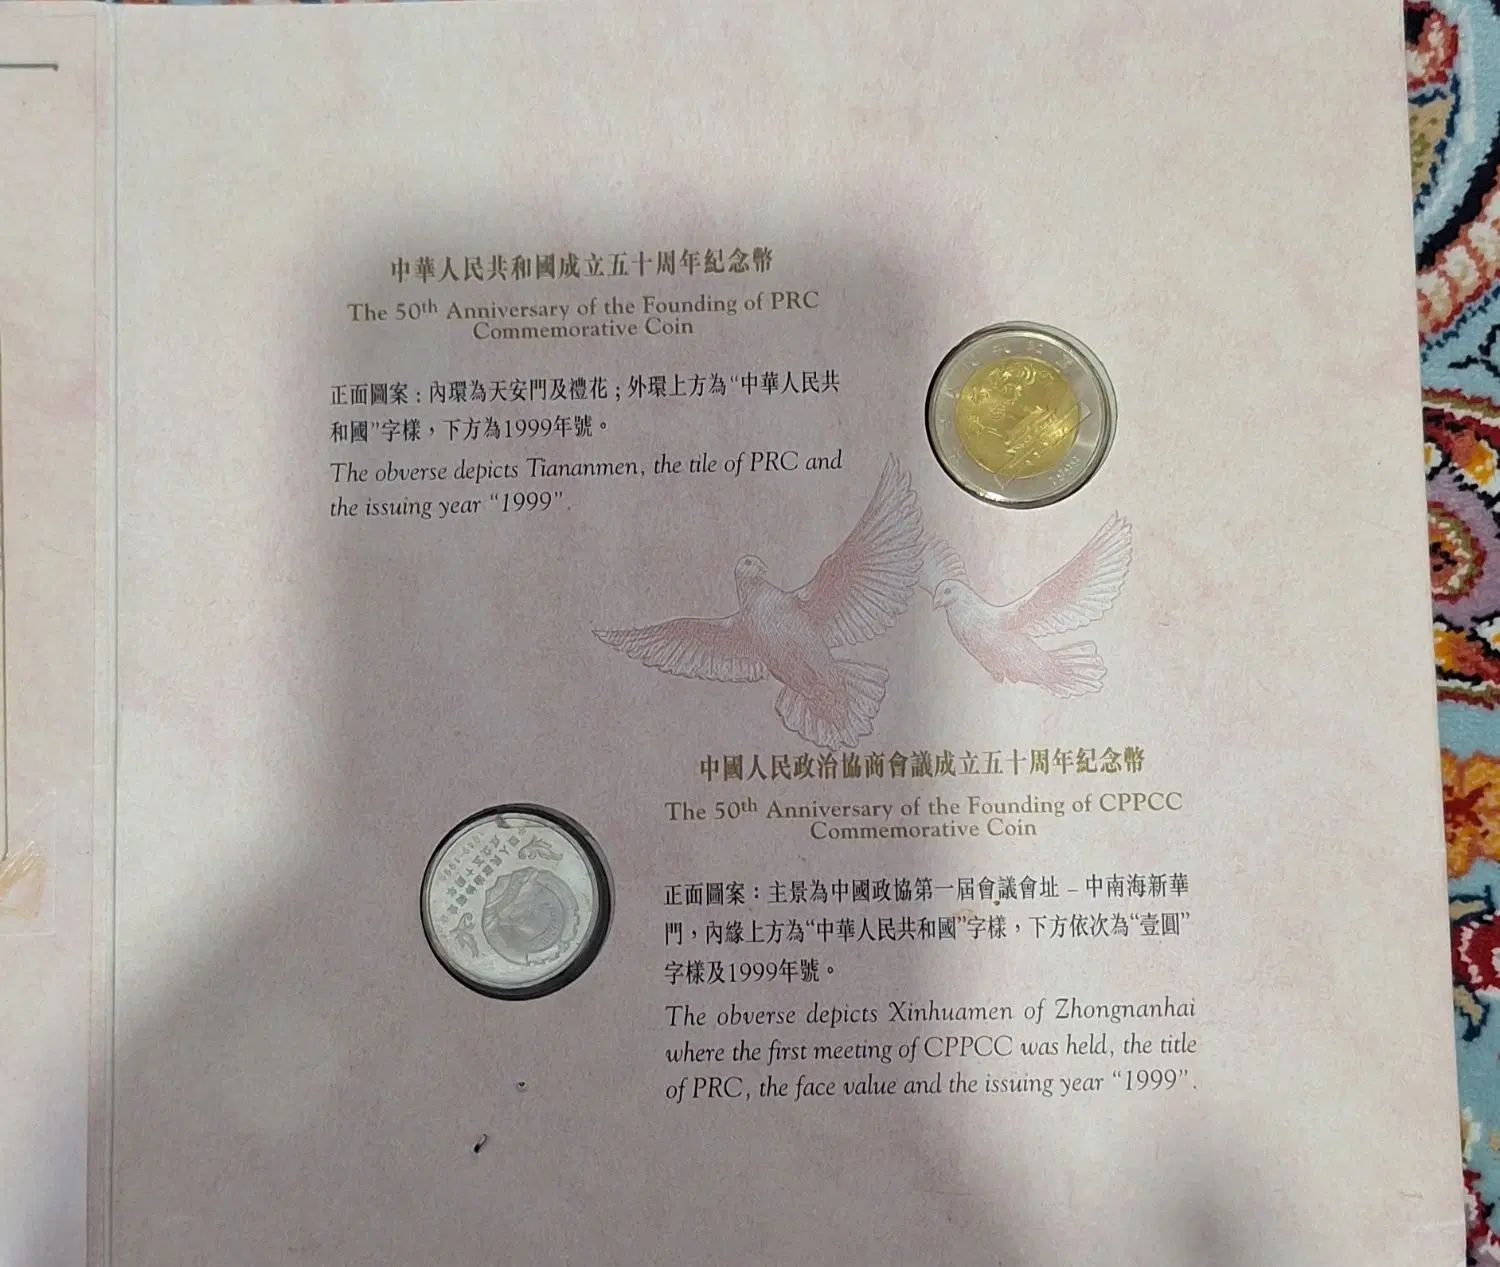 中華人民共和國成立五十周年紀念幣
The 50th Anniversary of the Founding of PRC
Commemorative Coin
正面圖案：內環為天安門及禮花；外環上方為“中華人民共
和國”字樣，下方為1999年號。
The obverse depicts Tiananmen, the tile of PRC and
the issuing year “1999”.
中國人民政治協商會議成立五十周年紀念幣
The 50th Anniversary of the Founding of CPPCC
Commemorative Coin
正面圖案：主景為中國政協第一屆會議會址－中南海新華
門，內緣上方為“中華人民共和國”字樣，下方依次為“壹圓”
字樣及1999年號。
The obverse depicts Xinhuamen of Zhongnanhai
where the first meeting of CPPCC was held, the title
of PRC, the face value and the issuing year “1999”.